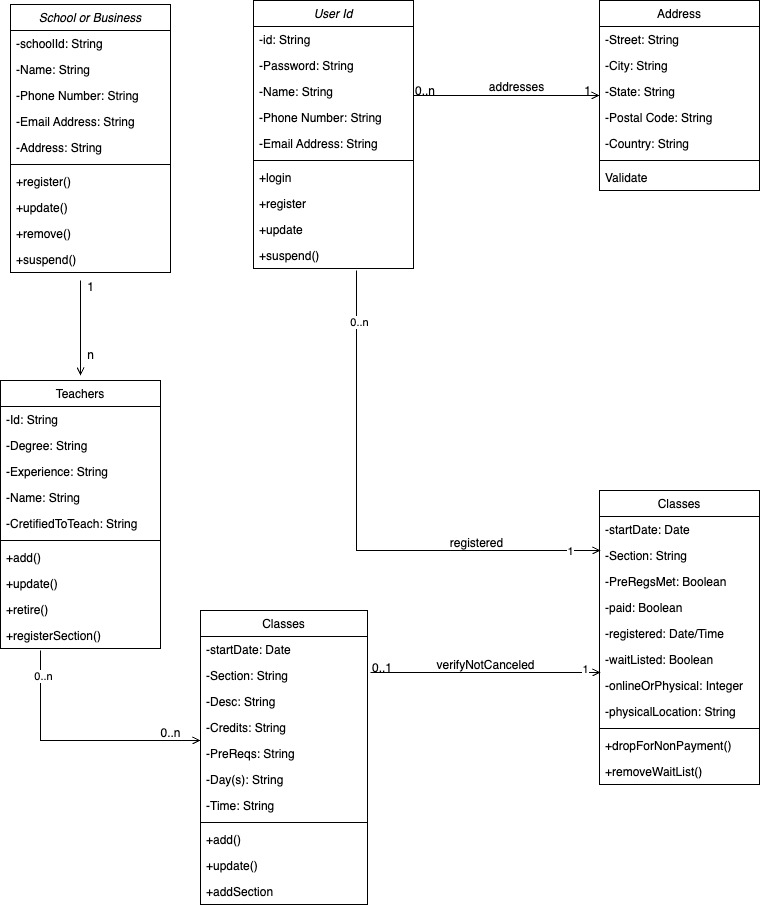 School or Business
-schoolId: String
-Name: String
-Phone Number: String
-Email Address: String
-Address: String
+register()
+update()
+remove()
+suspend()
User Id
-id: String
-Password: String
-Name: String
-Phone Number: String
-Email Address: String
+login
+register
+update
+suspend()
0..n
addresses
1
Address
-Street: String
-City: String
-State: String
-Postal Code: String
-Country: String
Validate
1
n
0..n
registered
1
Teachers
-Id: String
-Degree: String
-Experience: String
-Name: String
-CretifiedToTeach: String
+add()
+update()
+retire()
+registerSection()
0..n
0..n
Classes
-startDate: Date
-Section: String
-Desc: String
-Credits: String
-PreReqs: String
-Day(s): String
-Time: String
+add()
+update()
+addSection
0..1
verifyNotCanceled
1
Classes
-startDate: Date
-Section: String
-PreRegsMet: Boolean
-paid: Boolean
-registered: Date/Time
-waitListed: Boolean
-onlineOrPhysical: Integer
-physicalLocation: String
+dropForNonPayment()
+removeWaitList()